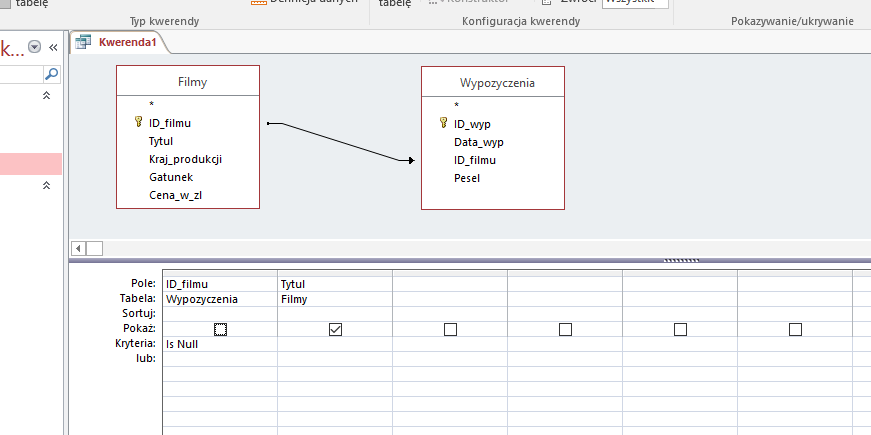 tabelę
Definicja danych
tabelę
Konstruktor
Zwróć:
Wszystkie
Typ kwerendy
Konfiguracja kwerendy
Pokazywanie/ukrywanie
k...
Kwerenda1
Filmy
*
ID_filmu
Tytul
Kraj_produkcji
Gatunek
Cena_w_zl
Wypozyczenia
*
ID_wyp
Data_wyp
ID_filmu
Pesel
Pole: ID_filmu Tytul
Tabela: Wypozyczenia Filmy
Sortuj:
Pokaż:
Kryteria: Is Null
lub: